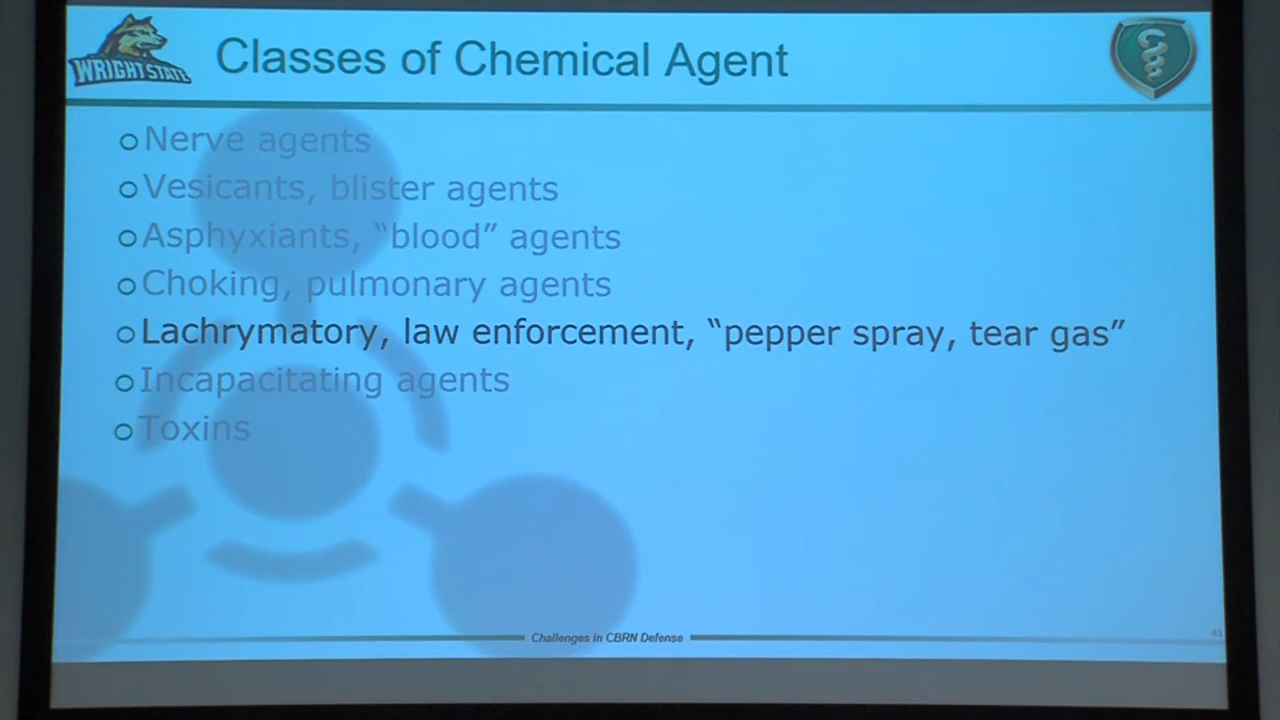 WRIGHT STATE
Classes of Chemical Agent
Nerve agents
Vesicants, blister agents
Asphyxiants, “blood” agents
Choking, pulmonary agents
Lachrymatory, law enforcement, “pepper spray, tear gas”
Incapacitating agents
Toxins
Challenges in CBRN Defense
41